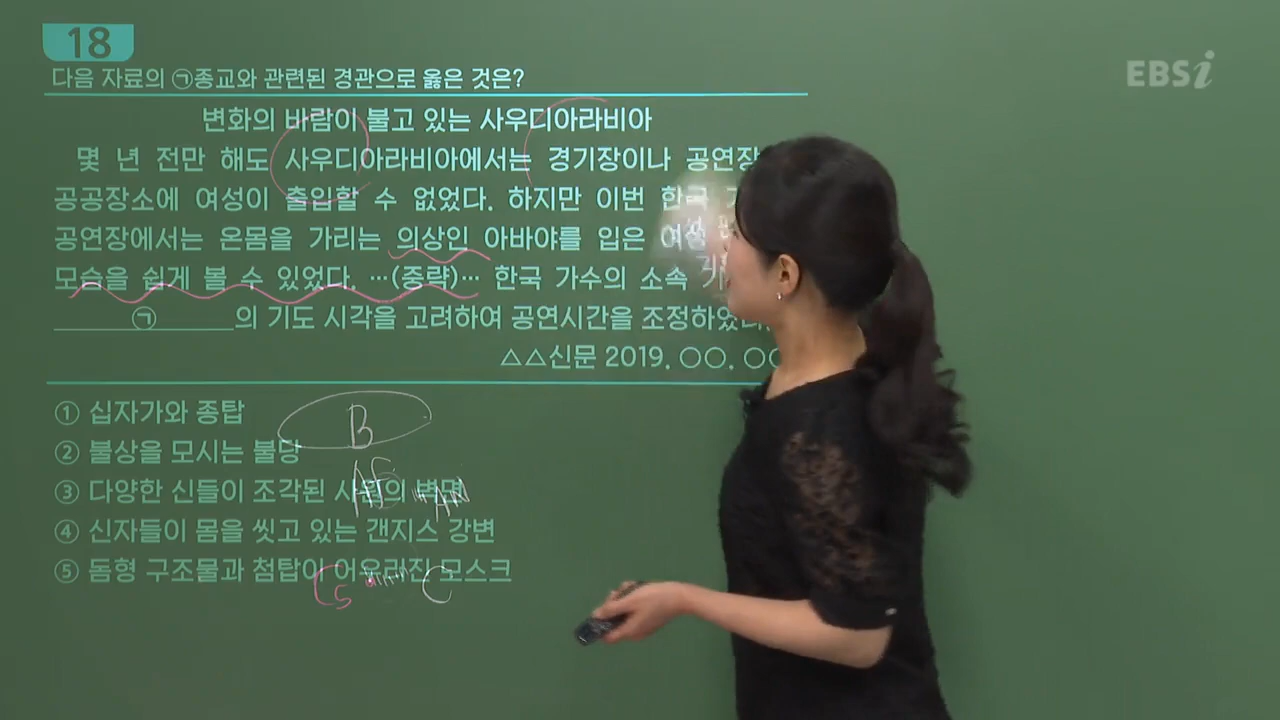 18
EBSi
다음 자료의 ㉠종교와 관련된 경관으로 옳은 것은?
변화의 바람이 불고 있는 사우디아라비아
몇 년 전만 해도 사우디아라비아에서는 경기장이나 공연장
공공장소에 여성이 출입할 수 없었다. 하지만 이번 한국
공연장에서는 온몸을 가리는 의상인 아바야를 입은 여성
모습을 쉽게 볼 수 있었다. …(중략)… 한국 가수의 소속
㉠ 의 기도 시각을 고려하여 공연시간을 조정하였다.
△△신문 2019. ○○. ○○
① 십자가와 종탑
② 불상을 모시는 불당
③ 다양한 신들이 조각된 사원의 벽면
④ 신자들이 몸을 씻고 있는 갠지스 강변
⑤ 돔형 구조물과 첨탑이 어우러진 모스크
B
C